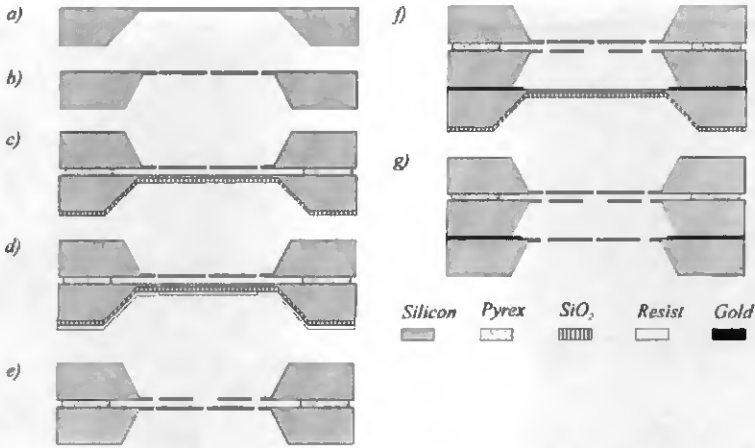 a)
b)
c)
d)
e)
f)
g)
Silicon Pyrex SiO₂ Resist Gold